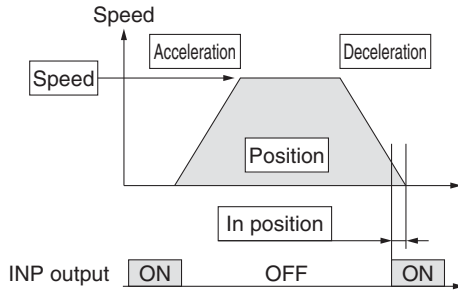 Speed
Acceleration
Deceleration
Speed
Position
In position
INP output
ON
OFF
ON